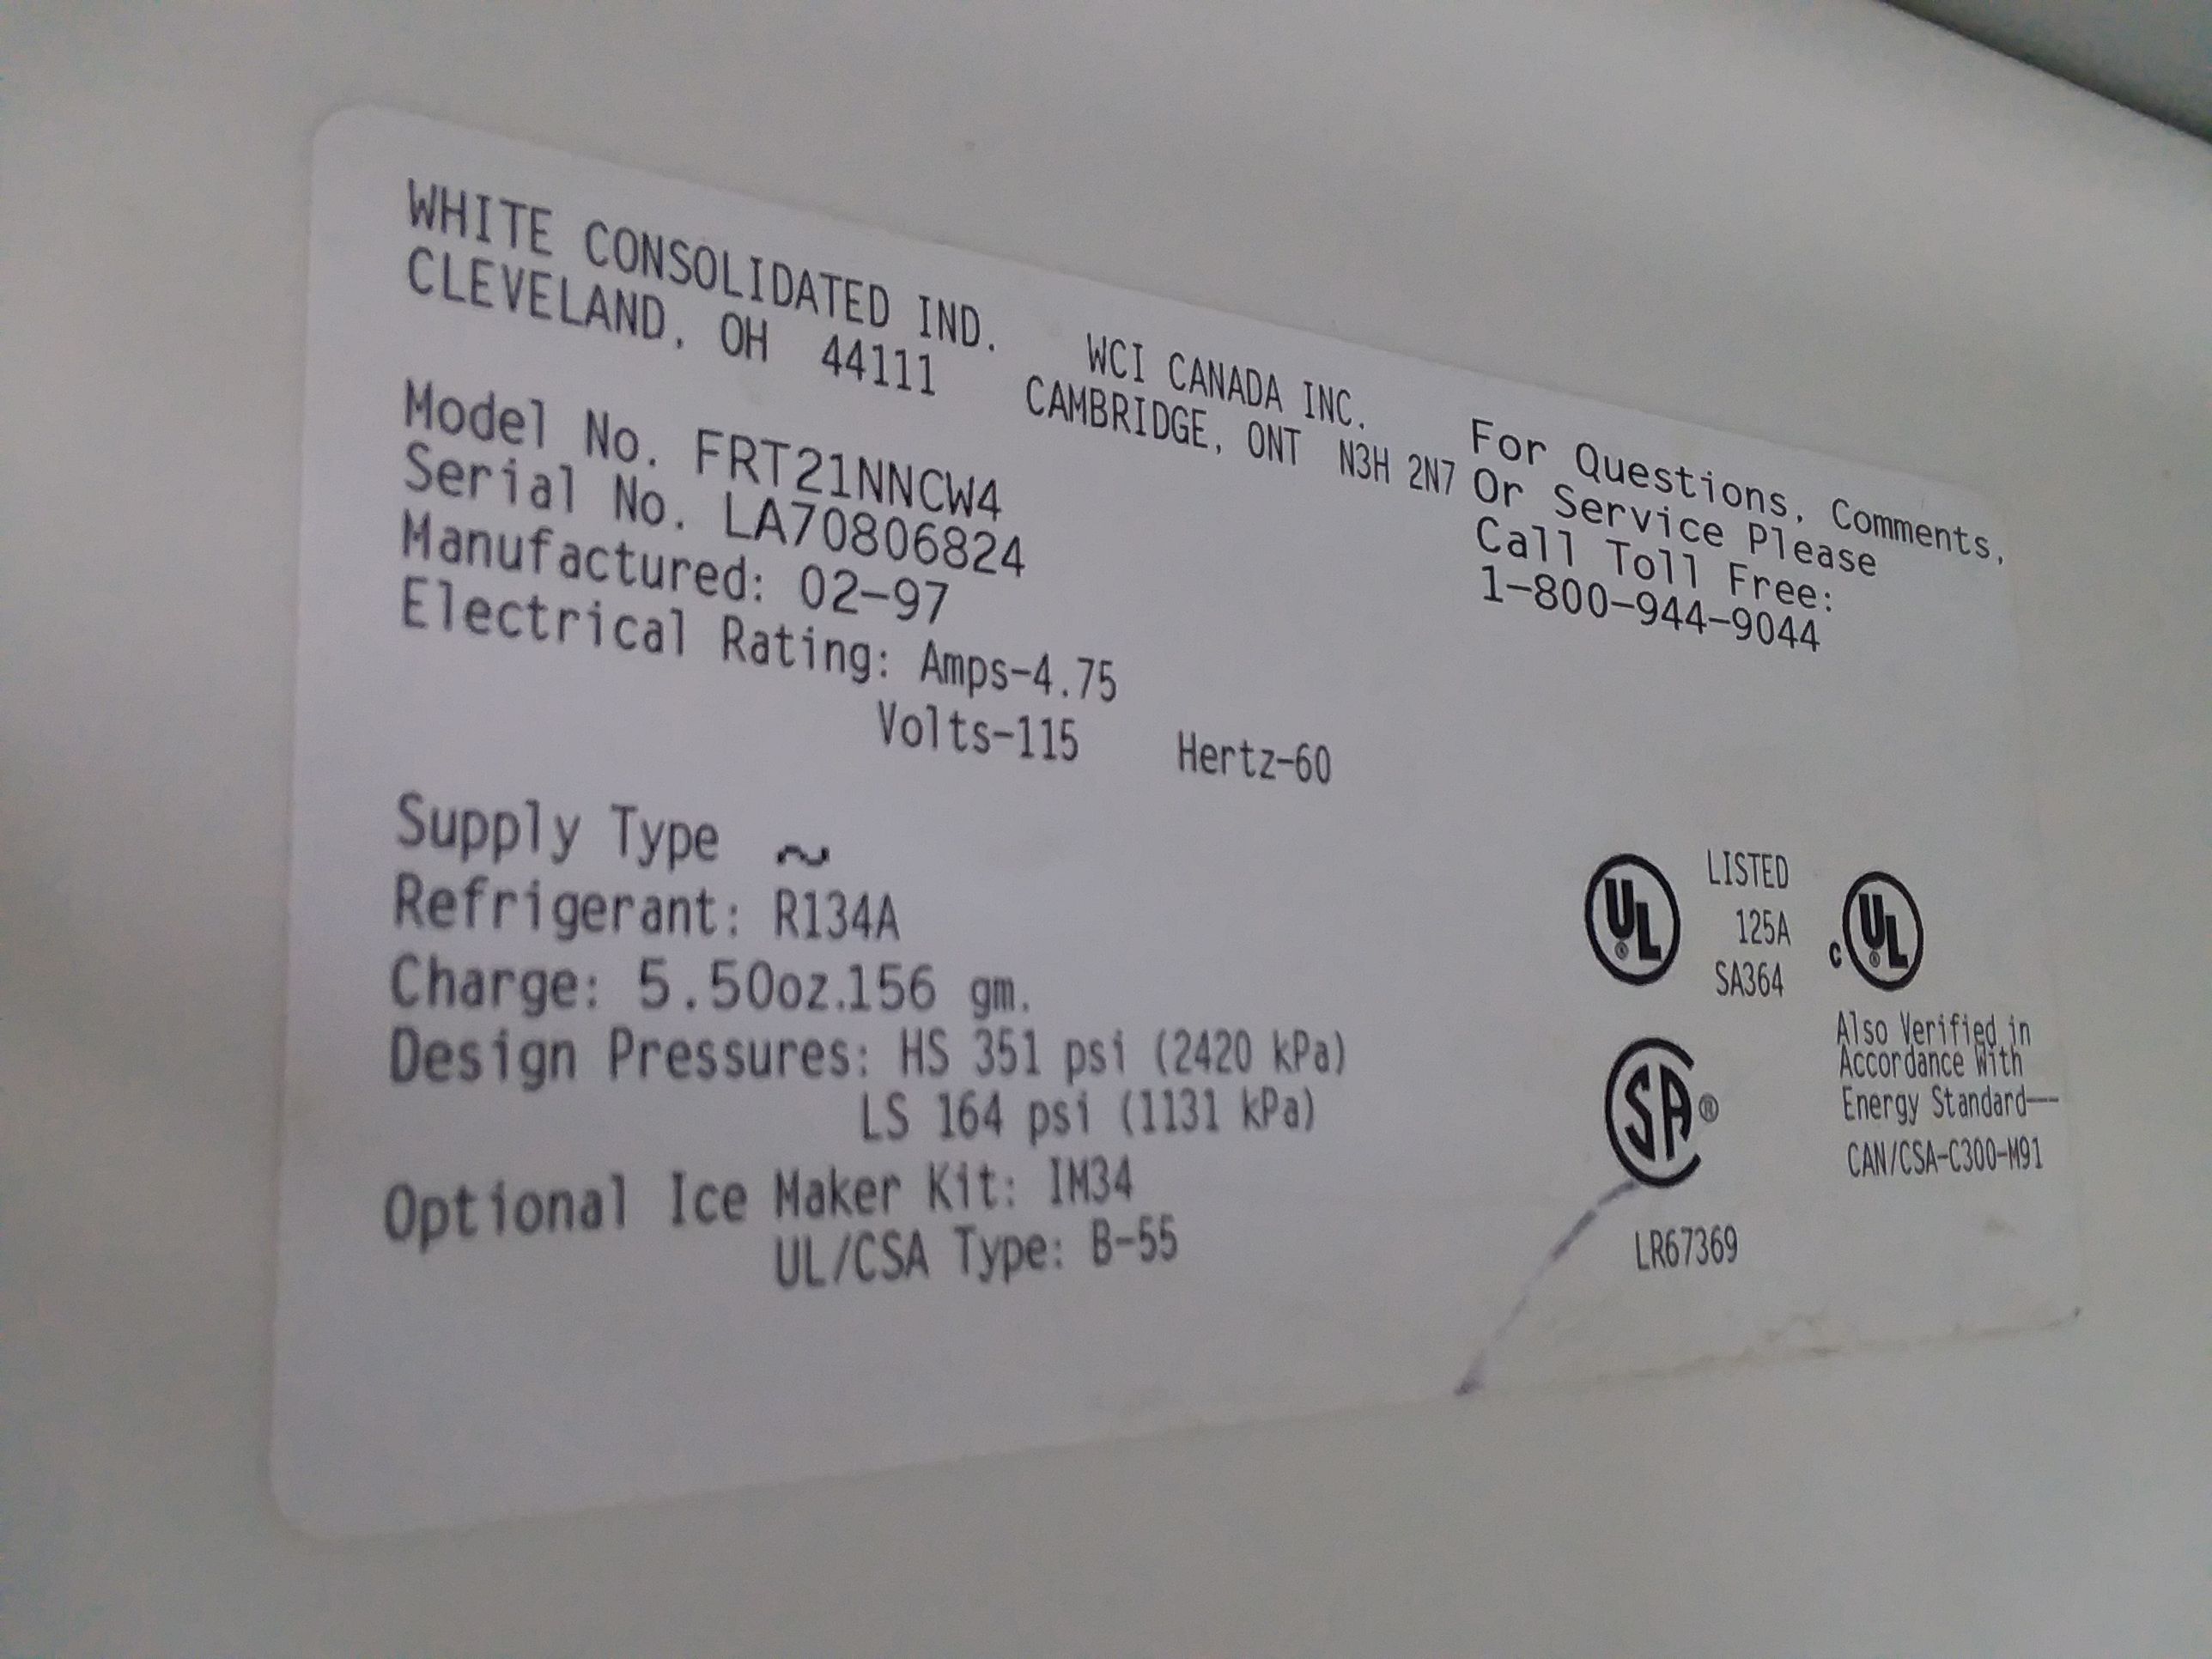 WHITE CONSOLIDATED IND.
CLEVELAND, OH 44111
WCI CANADA INC.
CAMBRIDGE, ONT N3H 2N7
For Questions, Comments,
Or Service Please
Call Toll Free:
1-800-944-9044
Model No. FRT21NNCW4
Serial No. LA70806824
Manufactured: 02-97
Electrical Rating: Amps-4.75
Volts-115 Hertz-60
Supply Type ~
Refrigerant: R134A
Charge: 5.50oz.156 gm.
Design Pressures: HS 351 psi (2420 kPa)
LS 164 psi (1131 kPa)
Optional Ice Maker Kit: IM34
UL/CSA Type: B-55
UL ®
LISTED
125A
SA364
C UL ®
SA ®
LR67369
Also Verified in
Accordance With
Energy Standard—
CAN/CSA-C300-M91